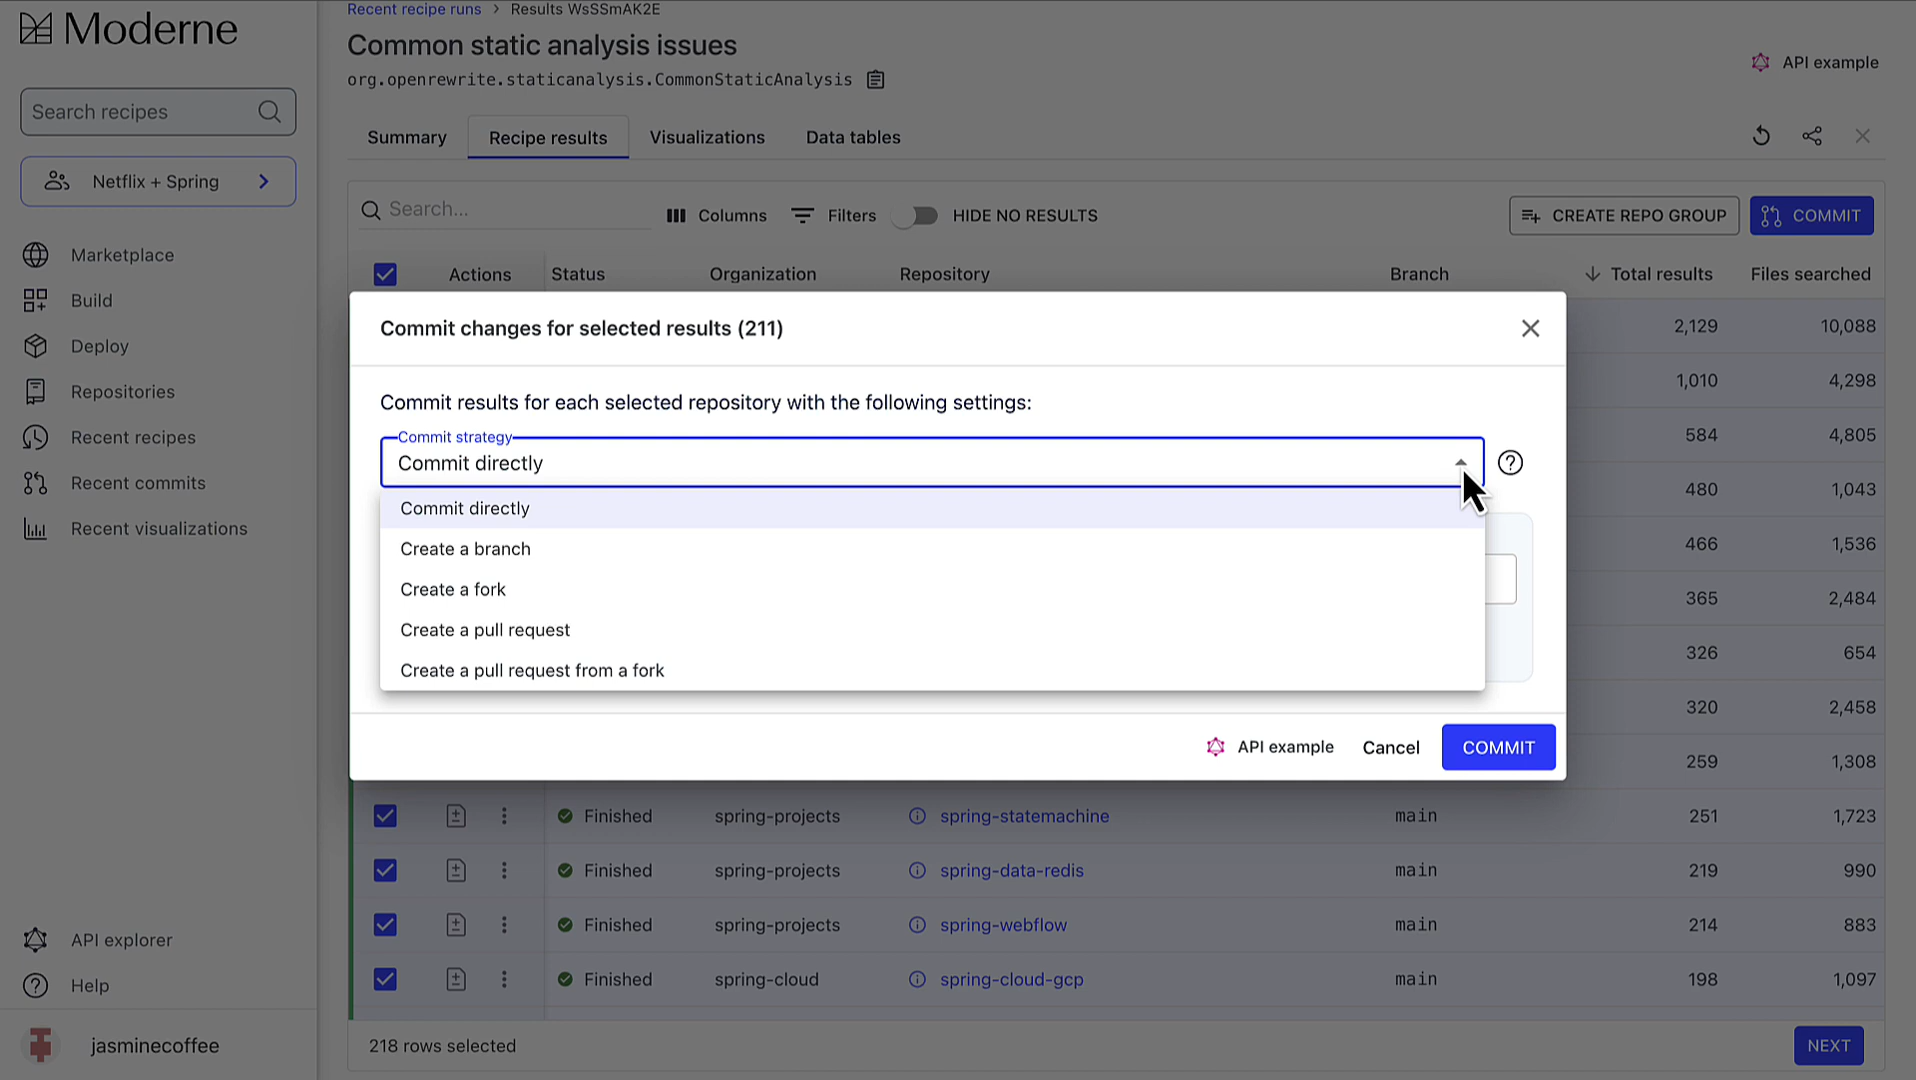 Moderne
Search recipes
Netflix + Spring
Marketplace
Build
Deploy
Repositories
Recent recipes
Recent commits
Recent visualizations
API explorer
Help
jasminecoffee
Recent recipe runs > Results WsSSmAK2E
Common static analysis issues
org.openrewrite.staticanalysis.CommonStaticAnalysis
API example
Summary Recipe results Visualizations Data tables
Search... Columns Filters HIDE NO RESULTS CREATE REPO GROUP COMMIT
Actions Status Organization Repository Branch Total results Files searched
2,129 10,088
1,010 4,298
584 4,805
480 1,043
466 1,536
365 2,484
326 654
320 2,458
259 1,308
Commit changes for selected results (211)
Commit results for each selected repository with the following settings:
Commit strategy
Commit directly
Commit directly
Create a branch
Create a fork
Create a pull request
Create a pull request from a fork
API example Cancel COMMIT
Finished spring-projects spring-statemachine main 251 1,723
Finished spring-projects spring-data-redis main 219 990
Finished spring-projects spring-webflow main 214 883
Finished spring-cloud spring-cloud-gcp main 198 1,097
218 rows selected NEXT